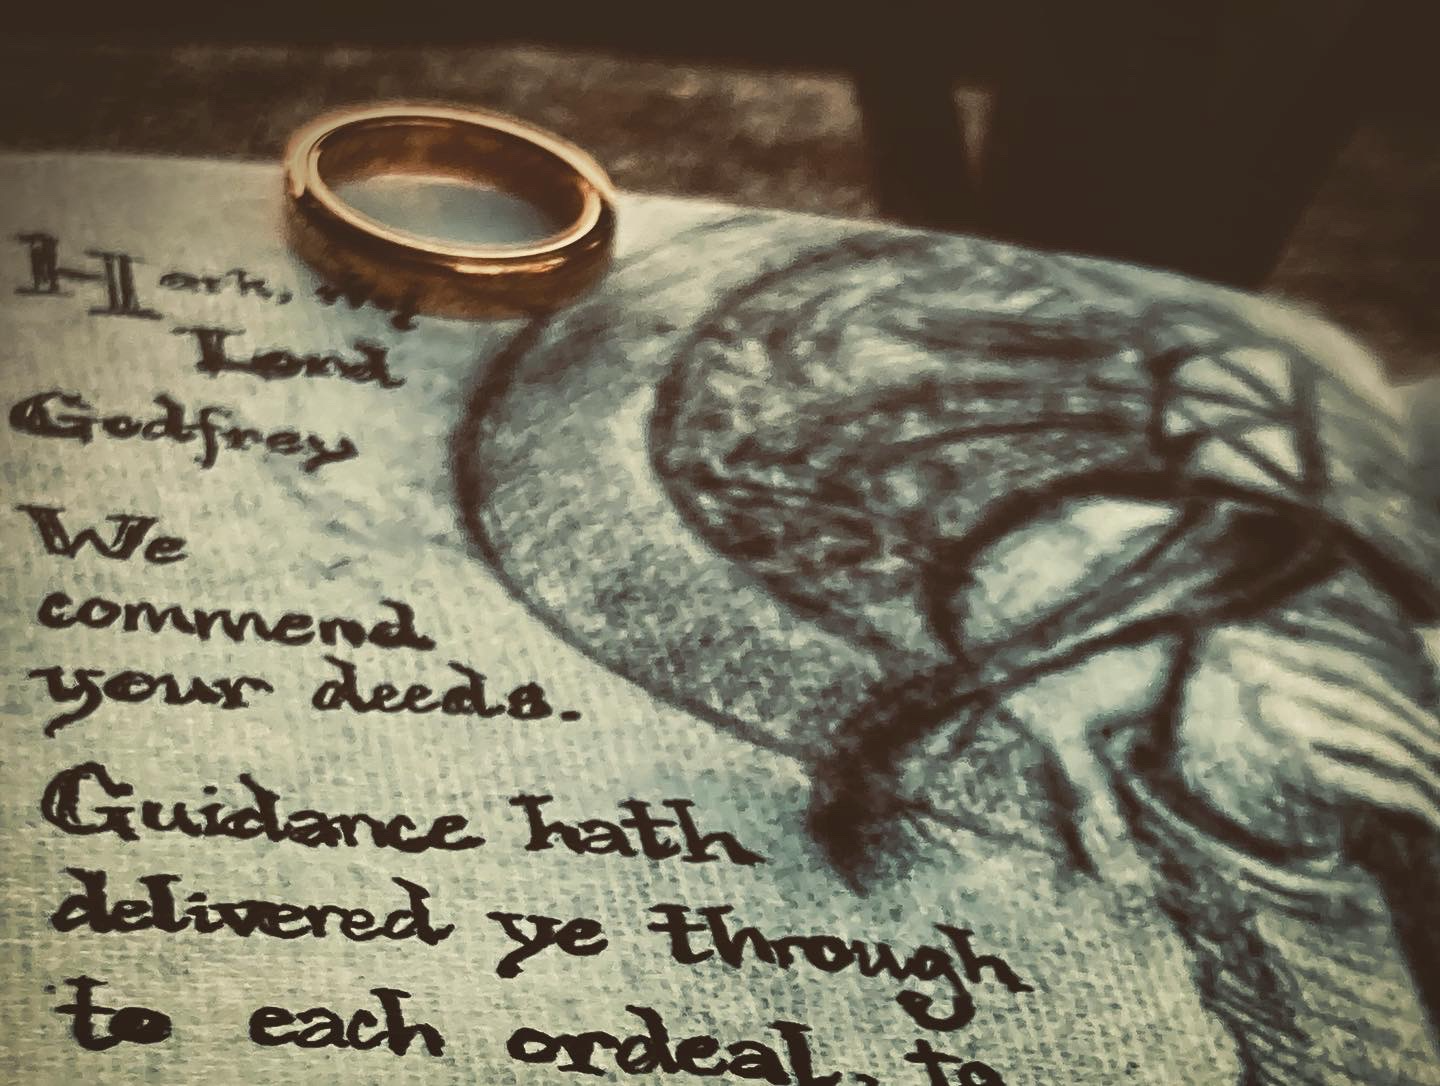 Hark, my
Lord
Godfrey
We
commend
your deeds.
Guidance hath
delivered ye through
to each ordeal, to